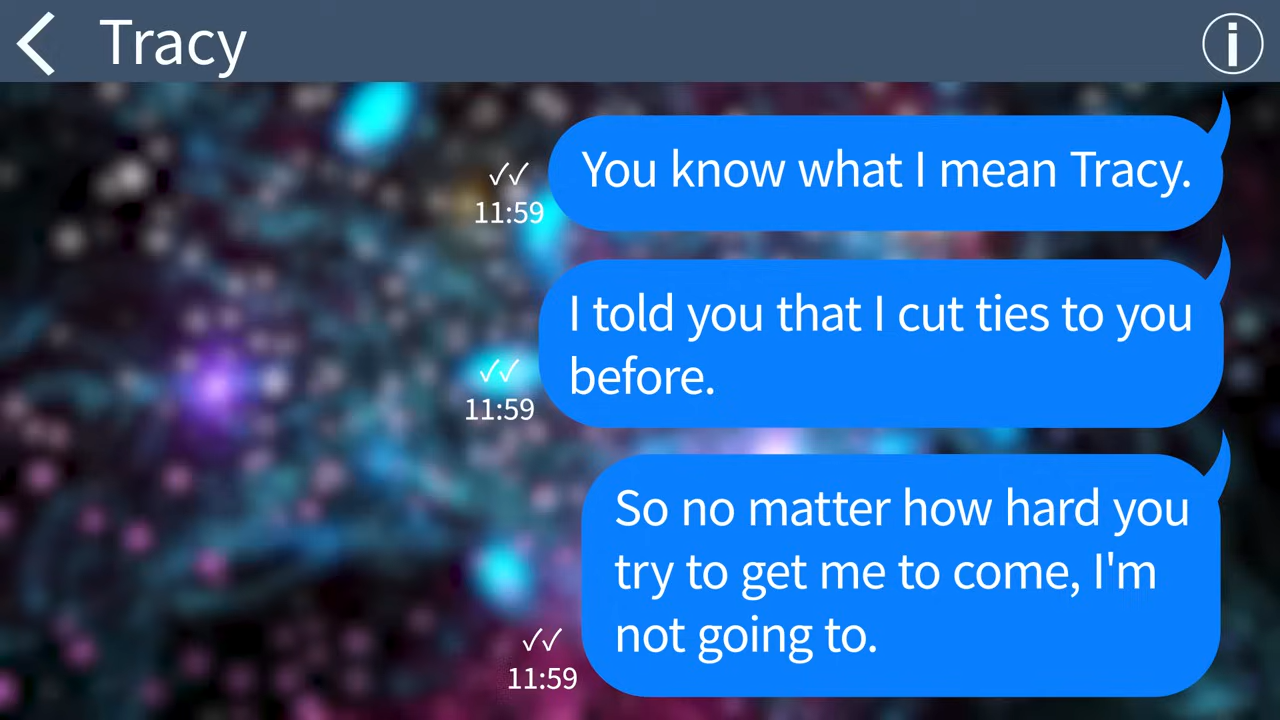 Tracy
You know what I mean Tracy.
✓✓
11:59
I told you that I cut ties to you
before.
✓✓
11:59
So no matter how hard you
try to get me to come, I'm
not going to.
✓✓
11:59